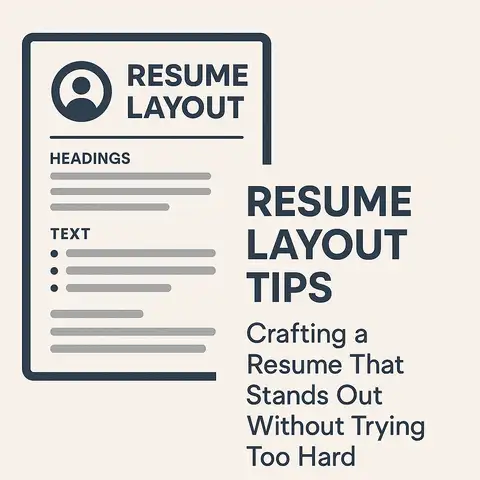 RESUME
LAYOUT
HEADINGS
TEXT
RESUME
LAYOUT
TIPS
Crafting a
Resume That
Stands Out
Without Trying
Too Hard